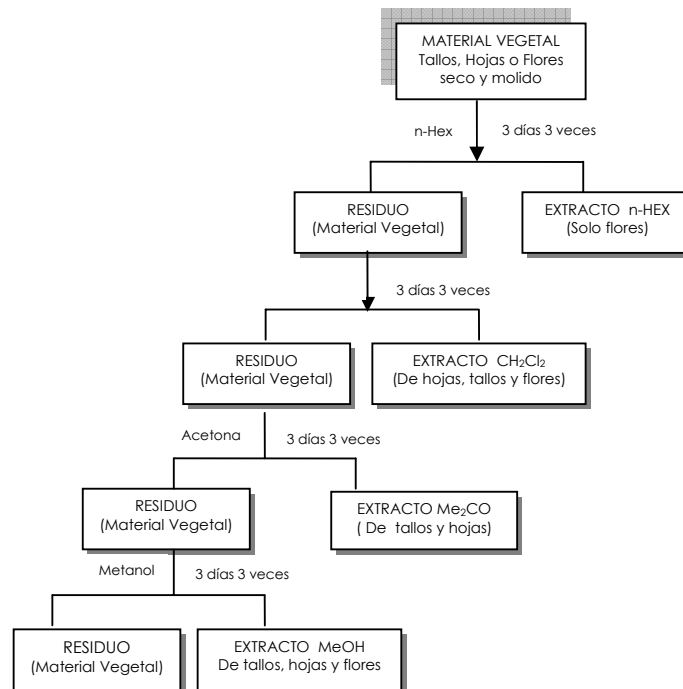 MATERIAL VEGETAL
Tallos, Hojas o Flores
seco y molido
n-Hex 3 días 3 veces
RESIDUO
(Material Vegetal)
EXTRACTO n-HEX
(Solo flores)
3 días 3 veces
RESIDUO
(Material Vegetal)
EXTRACTO CH₂Cl₂
(De hojas, tallos y flores)
Acetona 3 días 3 veces
RESIDUO
(Material Vegetal)
EXTRACTO Me₂CO
( De tallos y hojas)
Metanol 3 días 3 veces
RESIDUO
(Material Vegetal)
EXTRACTO MeOH
De tallos, hojas y flores